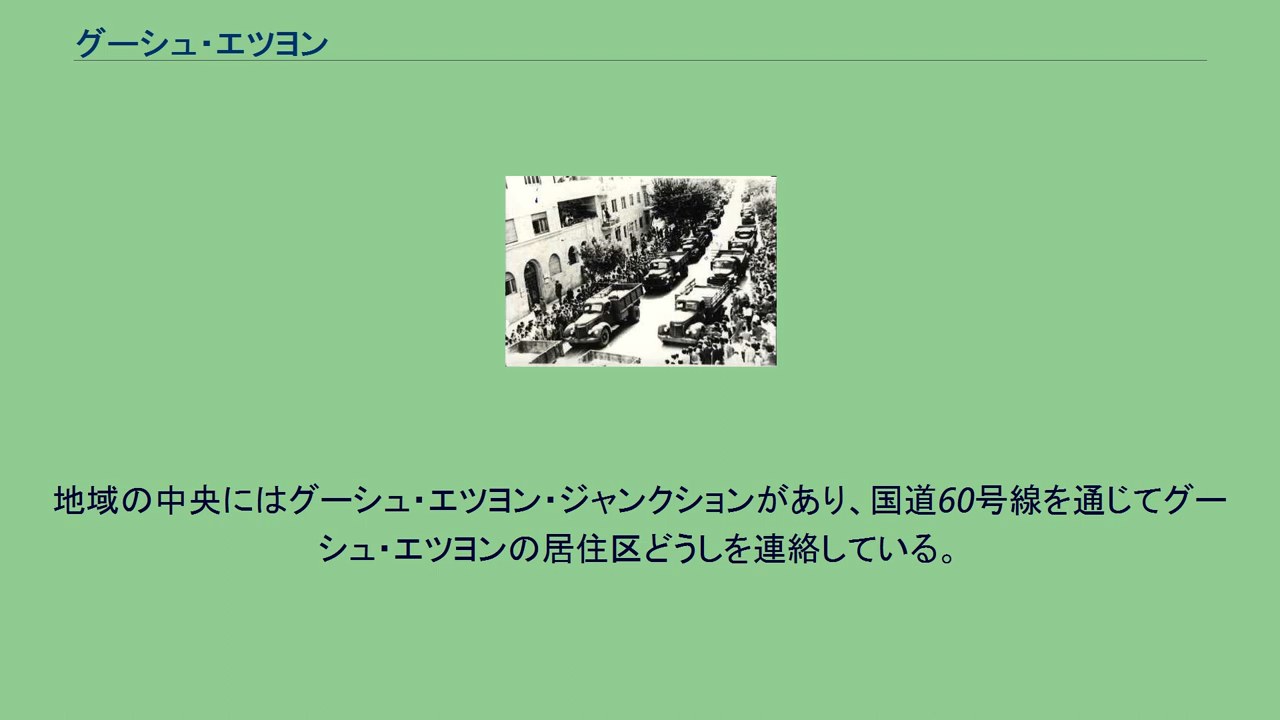 グーシュ・エツヨン
地域の中央にはグーシュ・エツヨン・ジャンクションがあり、国道60号線を通じてグー
シュ・エツヨンの居住区どうしを連絡している。